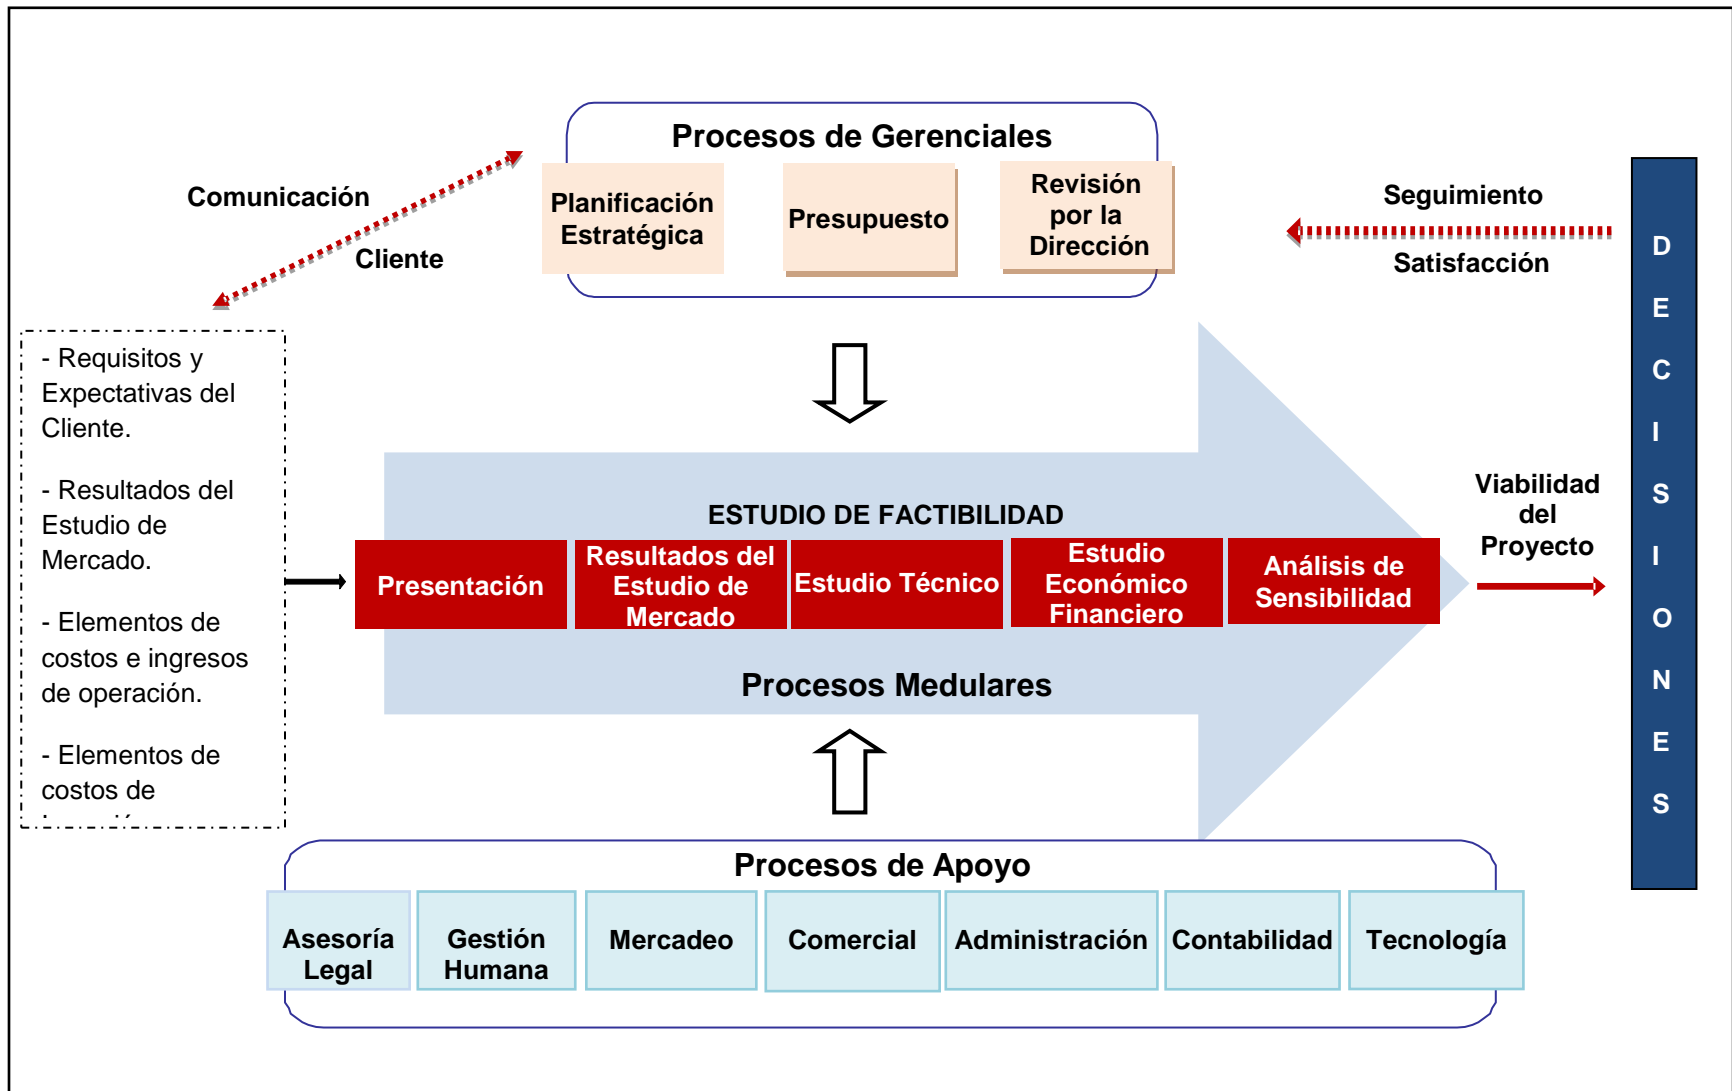 Procesos de Gerenciales
Planificación
Estratégica
Presupuesto
Revisión
por la
Dirección
Comunicación
Cliente
Seguimiento
Satisfacción
- Requisitos y
Expectativas del
Cliente.
- Resultados del
Estudio de
Mercado.
- Elementos de
costos e ingresos
de operación.
- Elementos de
costos de
ESTUDIO DE FACTIBILIDAD
Presentación
Resultados del
Estudio de
Mercado
Estudio Técnico
Estudio
Económico
Financiero
Análisis de
Sensibilidad
Procesos Medulares
Viabilidad
del
Proyecto
D
E
C
I
S
I
O
N
E
S
Procesos de Apoyo
Asesoría
Legal
Gestión
Humana
Mercadeo
Comercial
Administración
Contabilidad
Tecnología